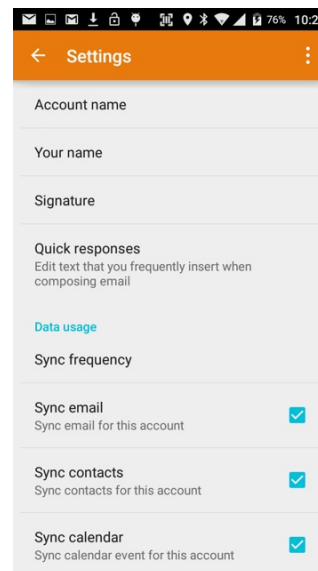 76% 10:2
Settings
Account name
Your name
Signature
Quick responses
Edit text that you frequently insert when
composing email
Data usage
Sync frequency
Sync email
Sync email for this account
Sync contacts
Sync contacts for this account
Sync calendar
Sync calendar event for this account